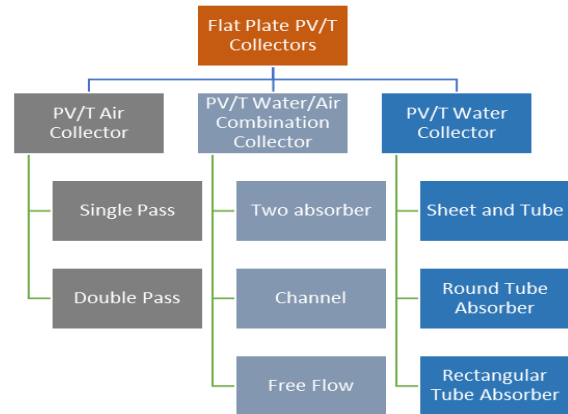 Flat Plate PV/T
Collectors
PV/T Air
Collector
PV/T Water/Air
Combination
Collector
PV/T Water
Collector
Single Pass
Two absorber
Sheet and Tube
Double Pass
Channel
Round Tube
Absorber
Free Flow
Rectangular
Tube Absorber